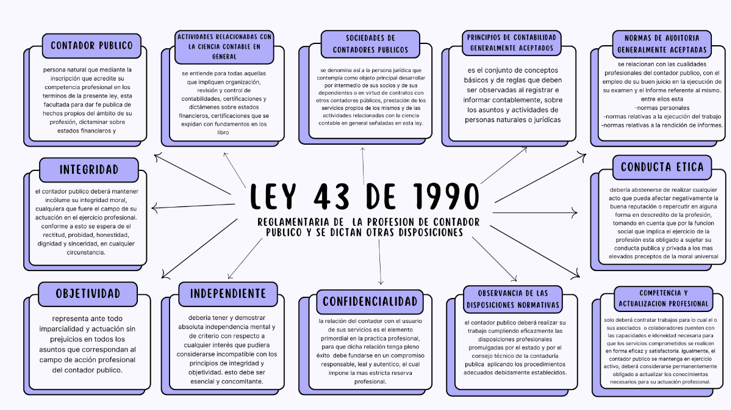 CONTADOR PUBLICO
persona natural que mediante la
inscripción que acredite su
competencia profesional en los
terminos de la presente ley, esta
facultada para dar fe publica de
hechos propios del ámbito de su
profesión, dictaminar sobre
estados financieros y
ACTIVIDADES RELACIONADAS CON
LA CIENCIA CONTABLE EN
GENERAL
se entiende para todas aquellas
que impliquen organización,
revisión y control de
contabilidades, certificaciones y
dictámenes sobre estados
financieros, certificaciones que se
expidan con fundamentos en los
libro
SOCIEDADES DE
CONTADORES PUBLICOS
se denomina así a la persona jurídica que
contempla como objeto principal desarrollar
por intermedio de sus socios y de sus
dependientes o en virtud de contratos con
otros contadores públicos, prestación de los
servicios propios de los mismos y de las
actividades relacionadas con la ciencia
contable en general señaladas en esta ley.
PRINCIPIOS DE CONTABILIDAD
GENERALMENTE ACEPTADOS
es el conjunto de conceptos
básicos y de reglas que deben
ser observadas al registrar e
informar contablemente, sobre
los asuntos y actividades de
personas naturales o jurídicas
NORMAS DE AUDITORIA
GENERALMENTE ACEPTADAS
se relacionan con las cualidades
profesionales del contador publico, con el
empleo de su buen juicio en la ejecución de
su examen y el informe referente al mismo.
entre ellos esta
-normas personales
-normas relativas a la ejecución del trabajo
-normas relativas a la rendición de informes.
INTEGRIDAD
el contador publico deberá mantener
incólume su integridad moral,
cualquiera que fuere el campo de su
actuación en el ejercicio profesional.
conforme a esto se espera de el
rectitud, probidad, honestidad,
dignidad y sinceridad, en cualquier
circunstancia.
LEY 43 DE 1990
REGLAMENTARIA DE LA PROFESION DE CONTADOR
PUBLICO Y SE DICTAN OTRAS DISPOSICIONES
CONDUCTA ETICA
debería abstenerse de realizar cualquier
acto que pueda afectar negativamente la
buena reputación o repercutir en alguna
forma en descredito de la profesión,
tomando en cuenta que por la funcion
social que implica el ejercicio de la
profesión esta obligado a sujetar su
conducta publica y privada a los mas
elevados preceptos de la moral universal
OBJETIVIDAD
representa ante todo
imparcialidad y actuación sin
prejuicios en todos los
asuntos que correspondan al
campo de acción profesional
del contador publico.
INDEPENDIENTE
debería tener y demostrar
absoluta independencia mental y
de criterio con respecto a
cualquier interés que pudiera
considerarse incompatible con los
principios de integridad y
objetividad. esto debe ser
esencial y concomitante.
CONFIDENCIALIDAD
la relación del contador con el usuario
de sus servicios es el elemento
primordial en la practica profesional,
para que dicha relación tenga pleno
éxito debe fundarse en un compromiso
responsable, leal y autentico, el cual
impone la mas estricta reserva
profesional.
OBSERVANCIA DE LAS
DISPOSICIONES NORMATIVAS
el contador publico deberá realizar su
trabajo cumpliendo eficazmente las
disposiciones profesionales
promulgadas por el estado y por el
consejo técnico de la contaduría
publica aplicando los procedimientos
adecuados debidamente establecidos.
COMPETENCIA Y
ACTUALIZACION PROFESIONAL
solo deberá contratar trabajos para lo cual el o
sus asociados o colaboradores cuenten con
las capacidades e idoneidad necesaria para
que los servicios comprometidos se realicen
en forma eficaz y satisfactoria. igualmente, el
contador publico se mantenga en ejercicio
activo, deberá considerarse permanentemente
obligado a actualizar los conocimientos
necesarios para su actuación profesional.